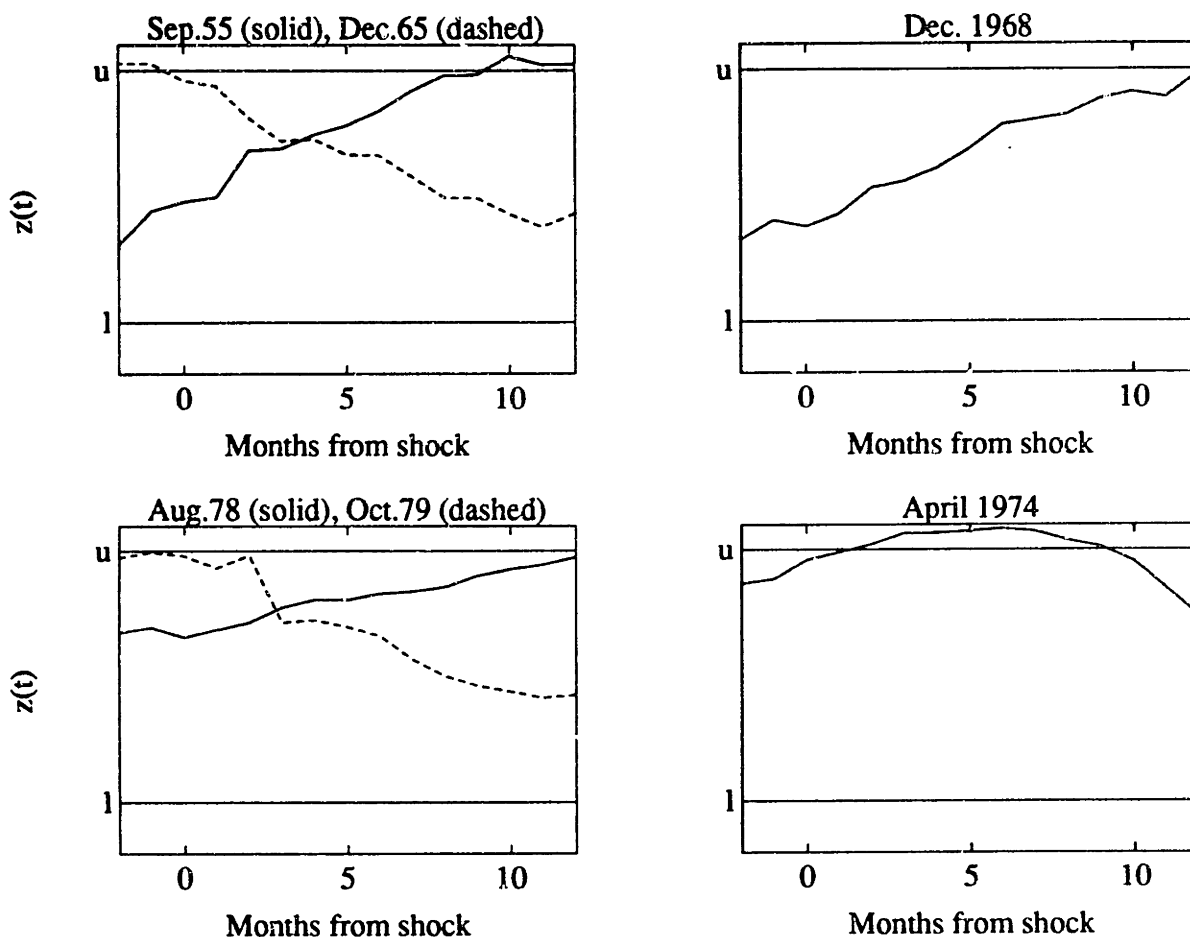 Sep.55 (solid), Dec.65 (dashed)
u
z(t)
l
0 5 10
Months from shock
Dec. 1968
u
l
0 5 10
Months from shock
Aug.78 (solid), Oct.79 (dashed)
u
z(t)
l
0 5 10
Months from shock
April 1974
u
l
0 5 10
Months from shock